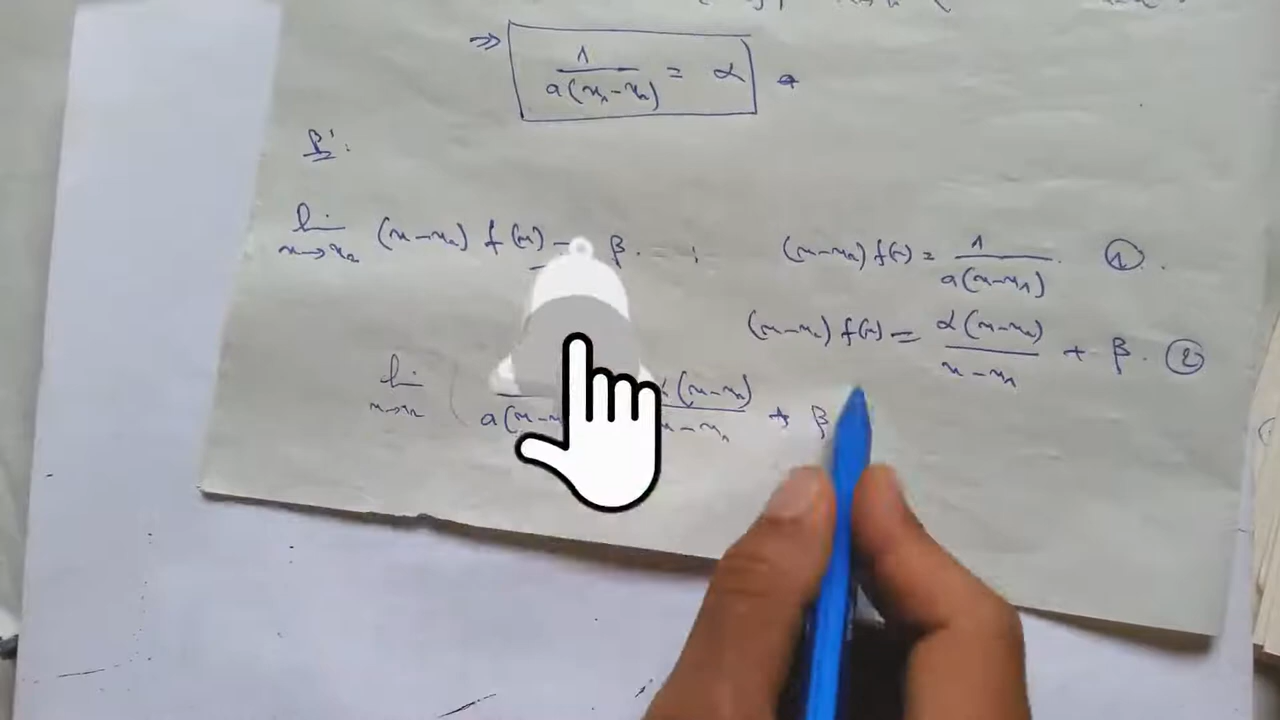 ⇒ 1/(a(x₁-x₂)) = α
β:
lim x→x₂ (x-x₂) f(x) = β. : (x-x₂) f(x) = 1/(a(x-x₁)). ①.
(x-x₂) f(x) = α(x-x₂)/(x-x₁) + β. ②
lim x→x₂ ( (x-x₂)/(x-x₁) + β